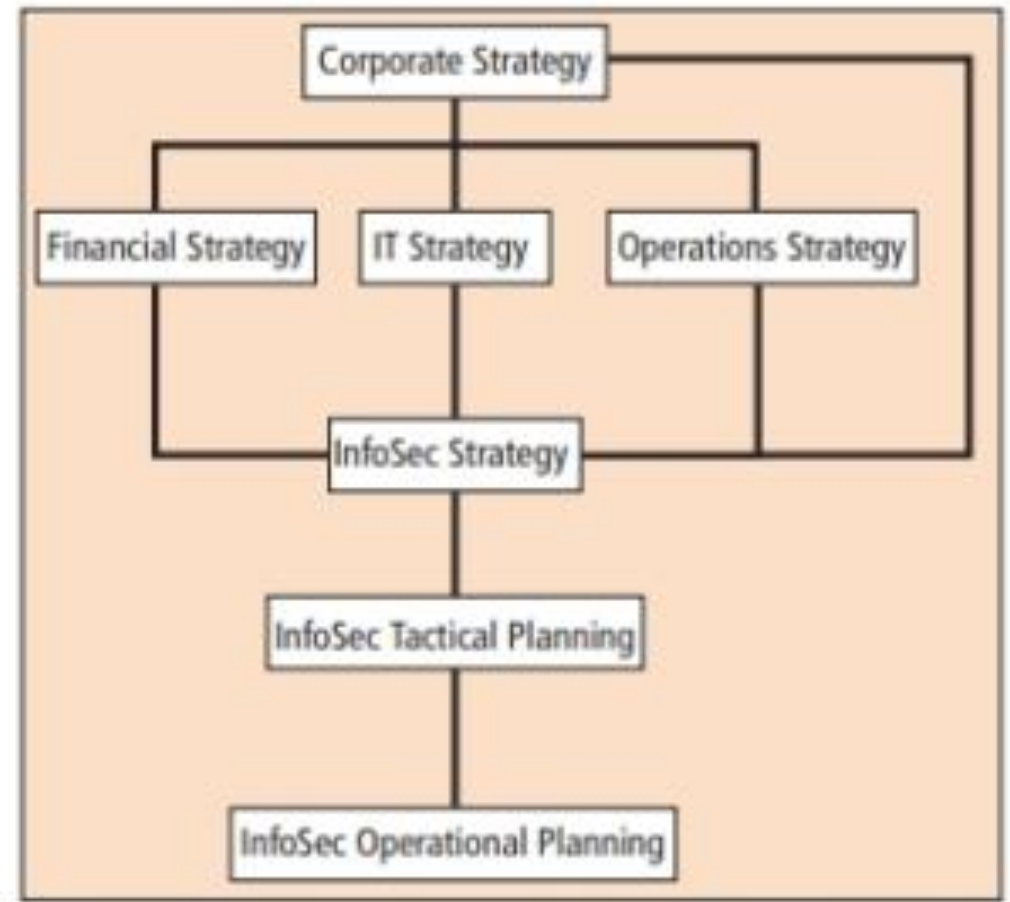 Corporate Strategy
Financial Strategy
IT Strategy
Operations Strategy
InfoSec Strategy
InfoSec Tactical Planning
InfoSec Operational Planning